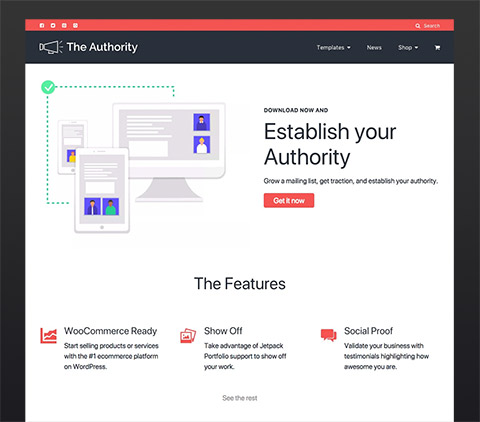 Search
The Authority
Templates
News
Shop
DOWNLOAD NOW AND
Establish your
Authority
Grow a mailing list, get traction, and establish your authority.
Get it now
The Features
WooCommerce Ready
Start selling products or services
with the #1 ecommerce platform
on WordPress.
Show Off
Take advantage of Jetpack
Portfolio support to show off
your work.
Social Proof
Validate your business with
testimonials highlighting how
awesome you are.
See the rest